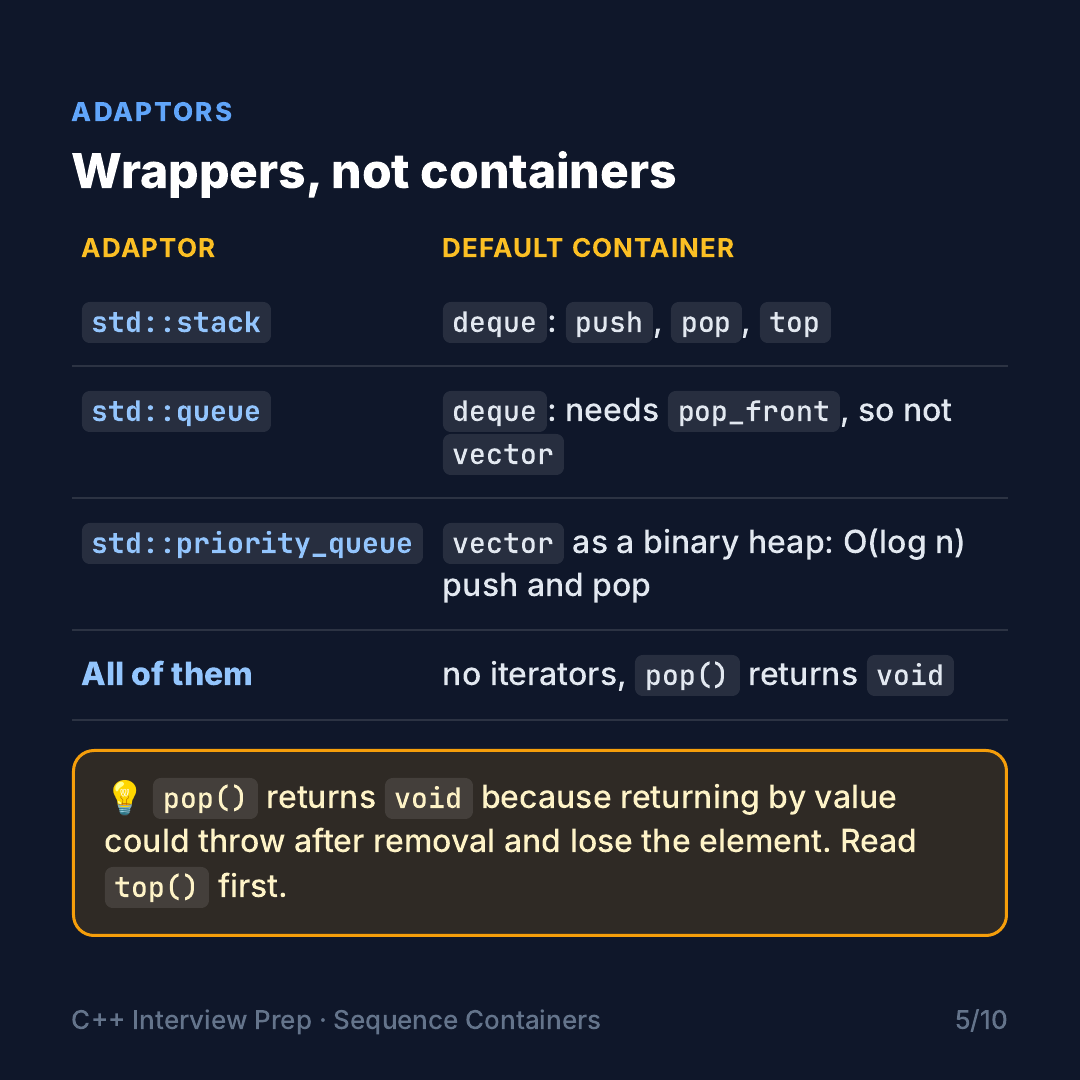 ADAPTORS
Wrappers, not containers
ADAPTOR DEFAULT CONTAINER
std::stack deque: push, pop, top
std::queue deque: needs pop_front, so not
vector
std::priority_queue vector as a binary heap: O(log n)
push and pop
All of them no iterators, pop() returns void
💡 pop() returns void because returning by value
could throw after removal and lose the element. Read
top() first.
C++ Interview Prep · Sequence Containers 5/10